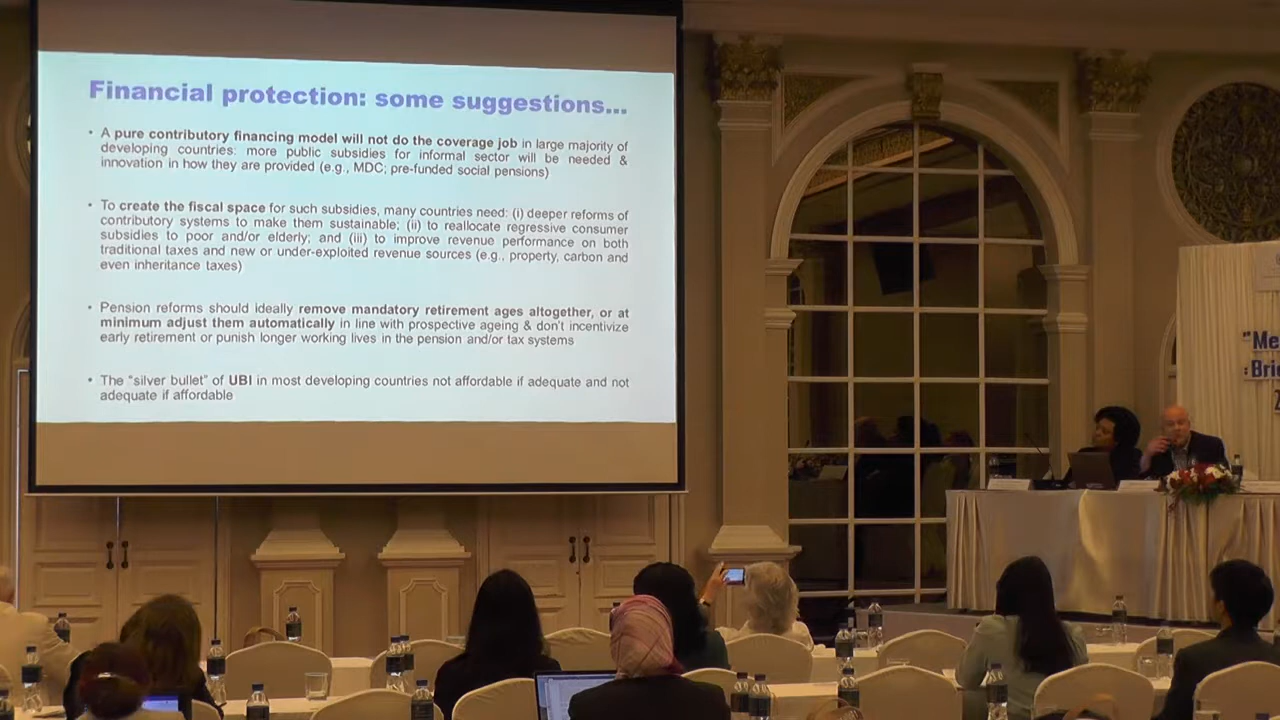 Financial protection: some suggestions...
• A pure contributory financing model will not do the coverage job in large majority of
developing countries: more public subsidies for informal sector will be needed &
innovation in how they are provided (e.g., MDC; pre-funded social pensions)
• To create the fiscal space for such subsidies, many countries need: (i) deeper reforms of
contributory systems to make them sustainable; (ii) to reallocate regressive consumer
subsidies to poor and/or elderly; and (iii) to improve revenue performance on both
traditional taxes and new or under-exploited revenue sources (e.g., property, carbon and
even inheritance taxes)
• Pension reforms should ideally remove mandatory retirement ages altogether, or at
minimum adjust them automatically in line with prospective ageing & don't incentivize
early retirement or punish longer working lives in the pension and/or tax systems
• The "silver bullet" of UBI in most developing countries not affordable if adequate and not
adequate if affordable
"Me
: Bri
2